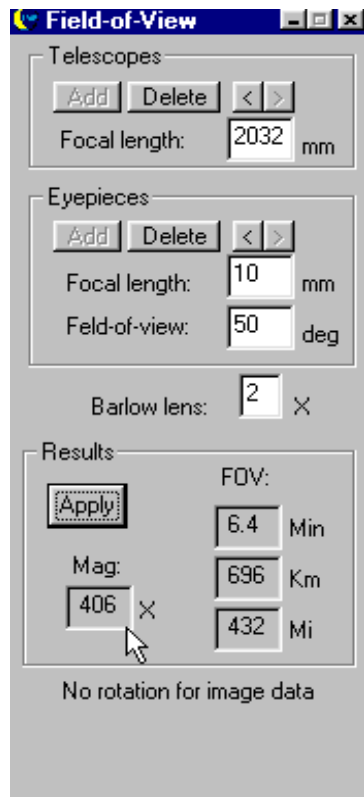 Field-of-View
Telescopes
Add Delete < >
Focal length: 2032 mm
Eyepieces
Add Delete < >
Focal length: 10 mm
Feld-of-view: 50 deg
Barlow lens: 2 X
Results
FOV:
Apply
6.4 Min
Mag:
696 Km
406 X
432 Mi
No rotation for image data